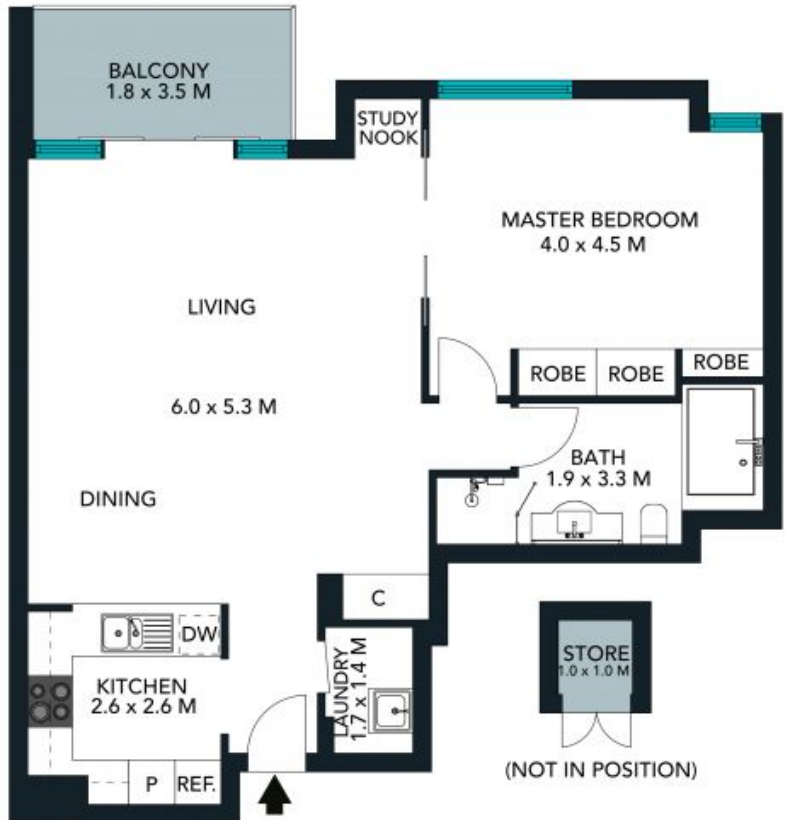 BALCONY
1.8 x 3.5 M
STUDY
NOOK
MASTER BEDROOM
4.0 x 4.5 M
LIVING
6.0 x 5.3 M
ROBE
ROBE
ROBE
BATH
1.9 x 3.3 M
DINING
C
DW
KITCHEN
2.6 x 2.6 M
LAUNDRY
1.7 x 1.4 M
P
REF.
STORE
1.0 x 1.0 M
(NOT IN POSITION)